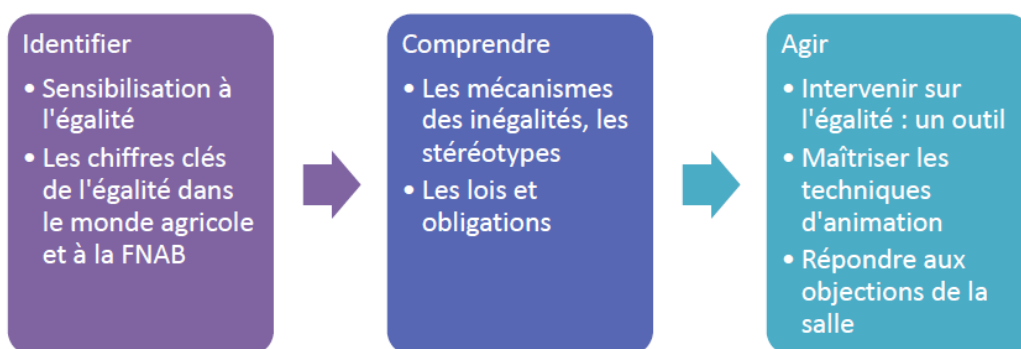 Identifier
• Sensibilisation à
l'égalité
• Les chiffres clés
de l'égalité dans
le monde agricole
et à la FNAB
Comprendre
• Les mécanismes
des inégalités, les
stéréotypes
• Les lois et
obligations
Agir
• Intervenir sur
l'égalité : un outil
• Maîtriser les
techniques
d'animation
• Répondre aux
objections de la
salle